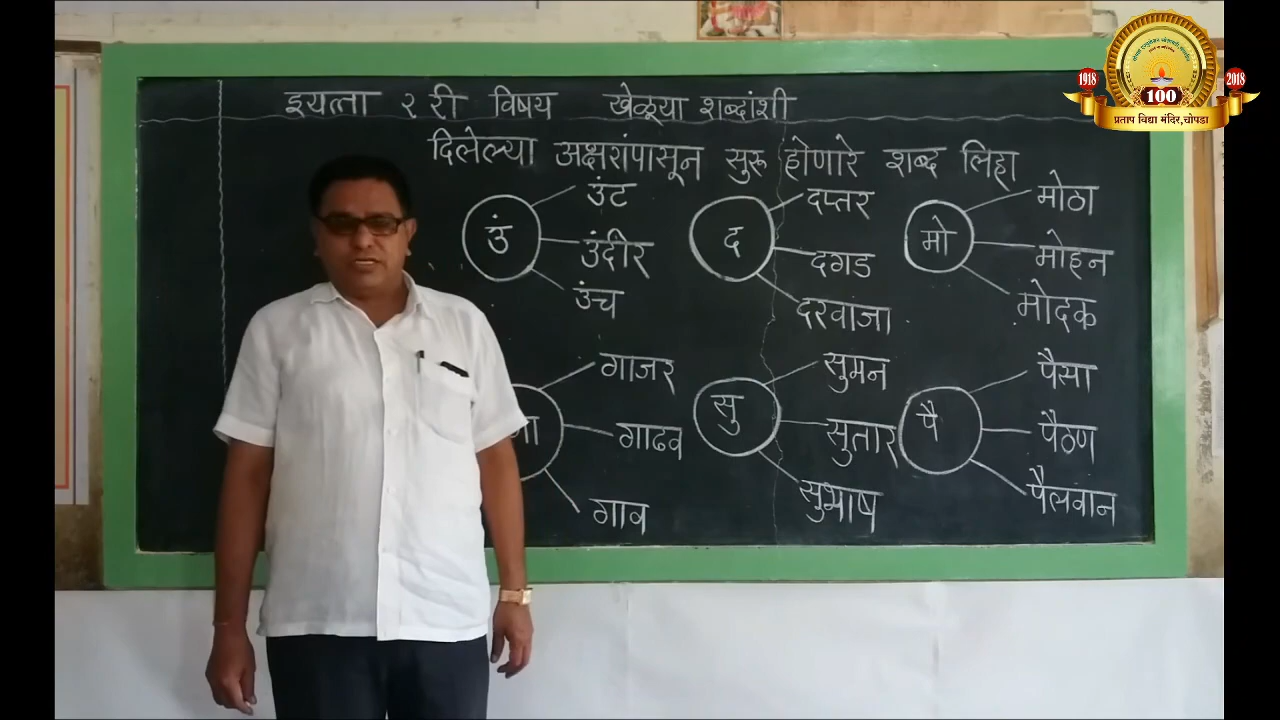 इयत्ता २ री विषय खेळूया शब्दांशी
दिलेल्या अक्षरांपासून सुरू होणारे शब्द लिहा
उं
उंट
उंदीर
उंच
द
दप्तर
दगड
दरवाजा
मो
मोठा
मोहन
मोदक
गा
गाजर
गाढव
गाव
सु
सुमन
सुतार
सुभाष
पै
पैसा
पैठण
पैलवान
1918
2018
100
प्रताप विद्या मंदिर,चोपडा